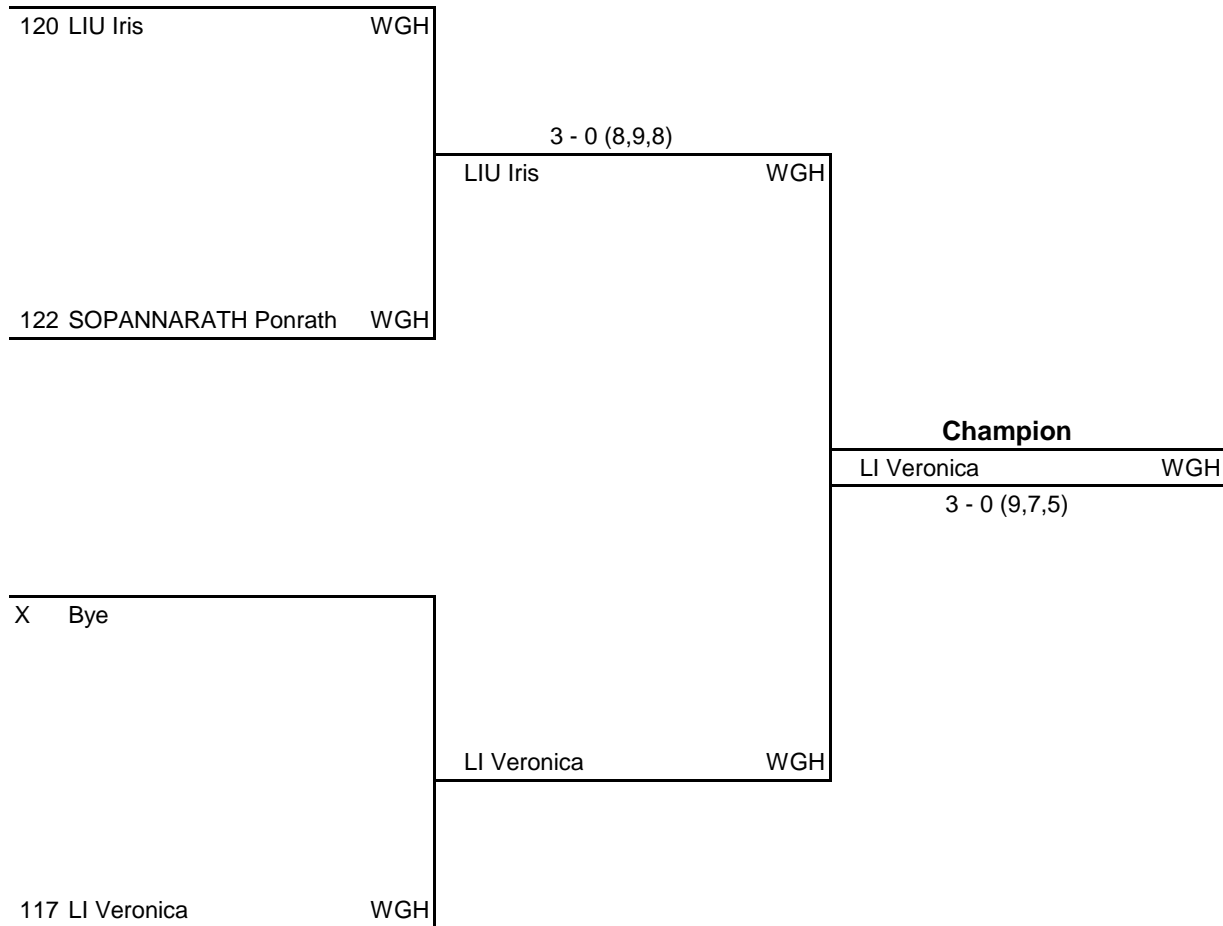 120 LIU Iris WGH
3 - 0 (8,9,8)
LIU Iris WGH
122 SOPANNARATH Ponrath WGH
Champion
LI Veronica WGH
3 - 0 (9,7,5)
X Bye
LI Veronica WGH
117 LI Veronica WGH